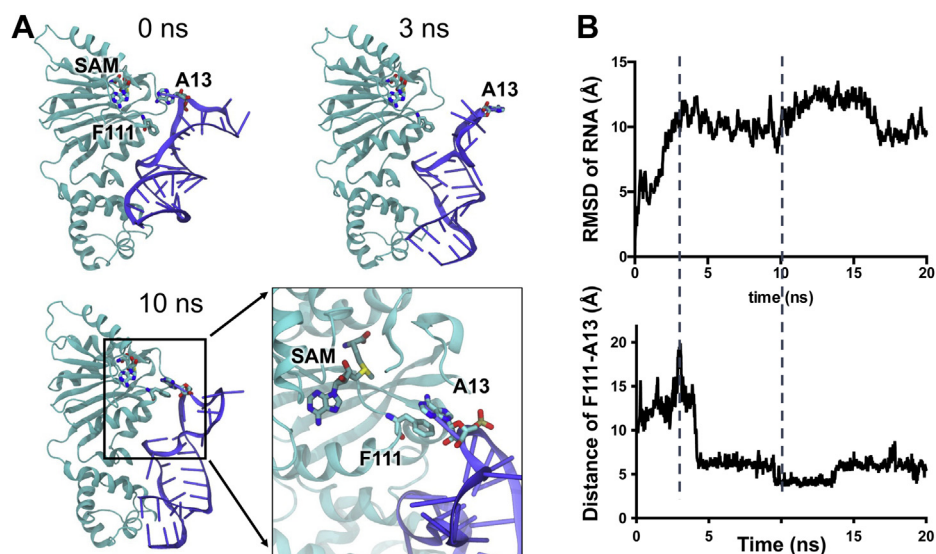 A
0 ns
3 ns
SAM
A13
F111
A13
10 ns
SAM
A13
F111
B
RMSD of RNA (Å)
15
10
5
0
0
5
10
15
20
time (ns)
Distance of F111-A13 (Å)
20
15
10
5
0
0
5
10
15
20
Time (ns)